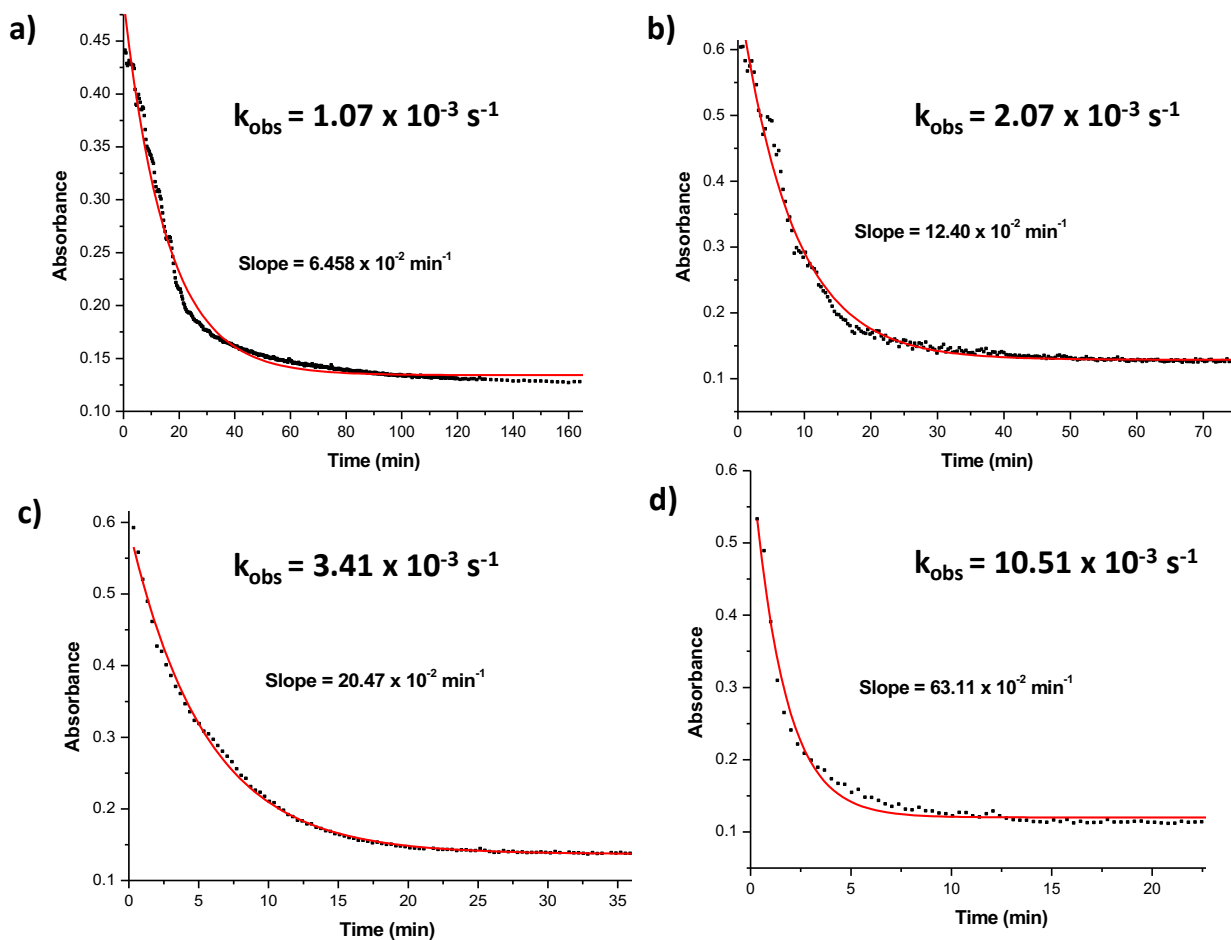 a)
k_obs = 1.07 x 10⁻³ s⁻¹
Slope = 6.458 x 10⁻² min⁻¹
Absorbance
0.45
0.40
0.35
0.30
0.25
0.20
0.15
0.10
0 20 40 60 80 100 120 140 160
Time (min)
b)
k_obs = 2.07 x 10⁻³ s⁻¹
Slope = 12.40 x 10⁻² min⁻¹
Absorbance
0.6
0.5
0.4
0.3
0.2
0.1
0 10 20 30 40 50 60 70
Time (min)
c)
k_obs = 3.41 x 10⁻³ s⁻¹
Slope = 20.47 x 10⁻² min⁻¹
Absorbance
0.6
0.5
0.4
0.3
0.2
0.1
0 5 10 15 20 25 30 35
Time (min)
d)
k_obs = 10.51 x 10⁻³ s⁻¹
Slope = 63.11 x 10⁻² min⁻¹
Absorbance
0.6
0.5
0.4
0.3
0.2
0.1
0 5 10 15 20
Time (min)